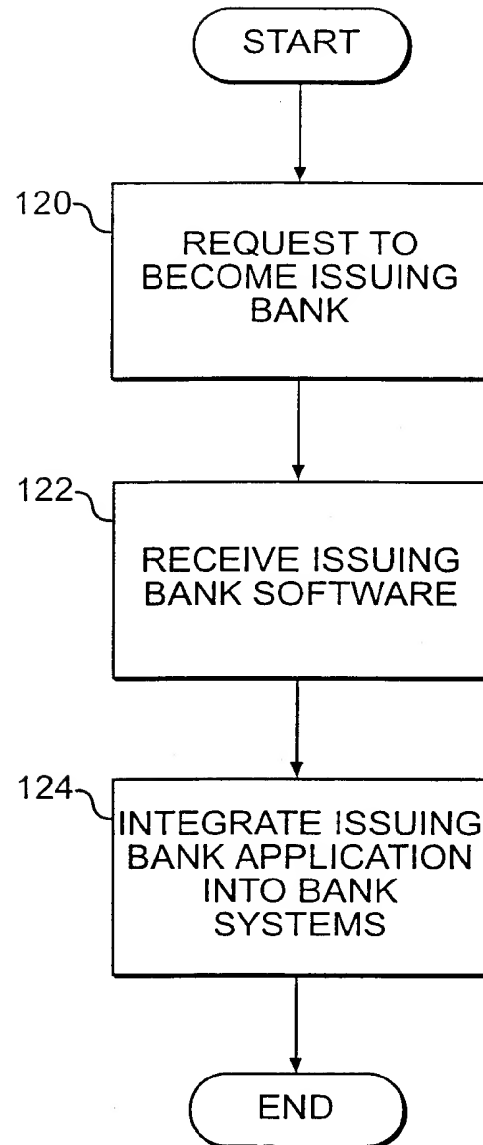 START
120
REQUEST TO
BECOME ISSUING
BANK
122
RECEIVE ISSUING
BANK SOFTWARE
124
INTEGRATE ISSUING
BANK APPLICATION
INTO BANK
SYSTEMS
END